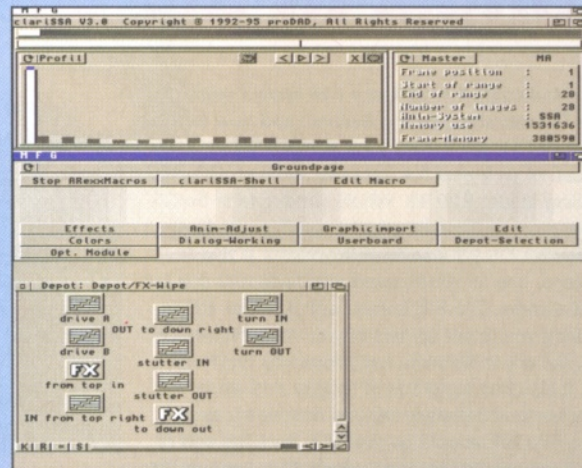 M F G
clariSSA V3.0 Copyright © 1992-95 proDAD, All Rights Reserved
Profil
< | > | >
X
Master MA
Frame position : 1
Start of range : 1
End of range : 28
Number of Images : 28
Anim-System : SSA
Memory use 1531636
Frame-Memory 380590
M F G
Groundpage
Stop ARexxMacros clariSSA-Shell Edit Macro
Effects Anim-Adjust Graphicimport Edit
Colors Dialog-Working Userboard Depot-Selection
Opt. Module
Depot: Depot/FX-Wipe
drive A
OUT to down right
turn IN
drive B
stutter IN
turn OUT
FX
from top in
stutter OUT
IN from top right
FX
to down out
K| R| =| S|